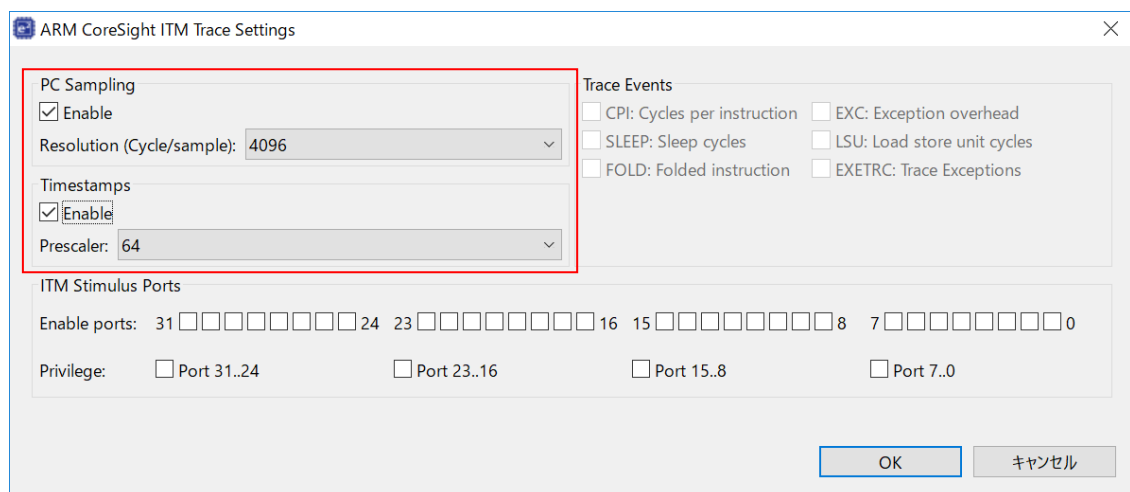 ARM CoreSight ITM Trace Settings
PC Sampling
Enable
Resolution (Cycle/sample): 4096
Timestamps
Enable
Prescaler: 64
Trace Events
CPI: Cycles per instruction EXC: Exception overhead
SLEEP: Sleep cycles LSU: Load store unit cycles
FOLD: Folded instruction EXETRC: Trace Exceptions
ITM Stimulus Ports
Enable ports: 31 24 23 16 15 8 7 0
Privilege: Port 31..24 Port 23..16 Port 15..8 Port 7..0
OK キャンセル